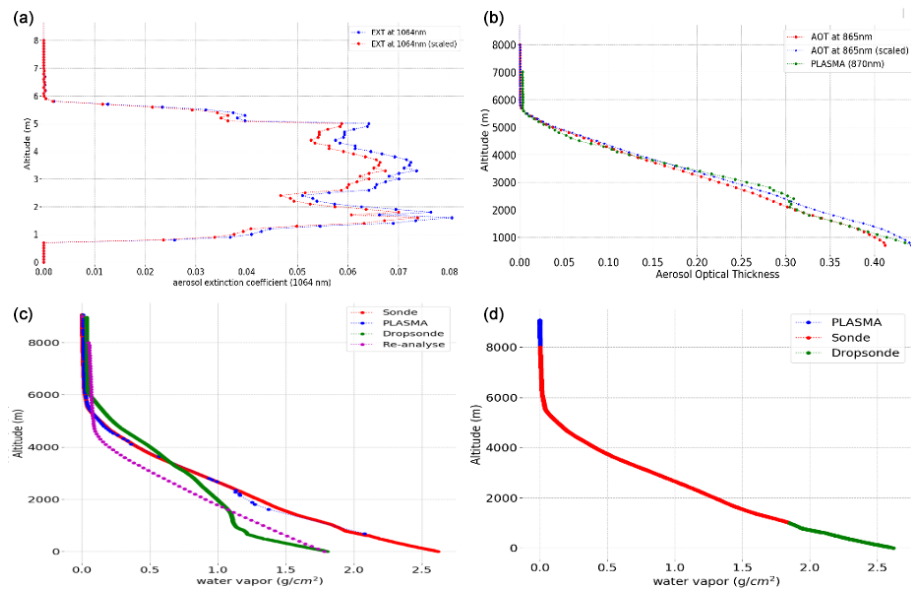 (a)
EXT at 1064nm
EXT at 1064nm (scaled)
8
7
6
5
4
3
2
1
0
Altitude (m)
0.00 0.01 0.02 0.03 0.04 0.05 0.06 0.07 0.08
aerosol extinction coefficient (1064 nm)
(b)
AOT at 865nm
AOT at 865nm (scaled)
PLASMA (870nm)
8000
7000
6000
5000
4000
3000
2000
1000
0
Altitude (m)
0.00 0.05 0.10 0.15 0.20 0.25 0.30 0.35 0.40
Aerosol Optical Thickness
(c)
Sonde
PLASMA
Dropsonde
Re-analyse
8000
6000
4000
2000
0
Altitude (m)
0.0 0.5 1.0 1.5 2.0 2.5
water vapor (g/cm²)
(d)
PLASMA
Sonde
Dropsonde
8000
6000
4000
2000
0
Altitude (m)
0.0 0.5 1.0 1.5 2.0 2.5
water vapor (g/cm²)